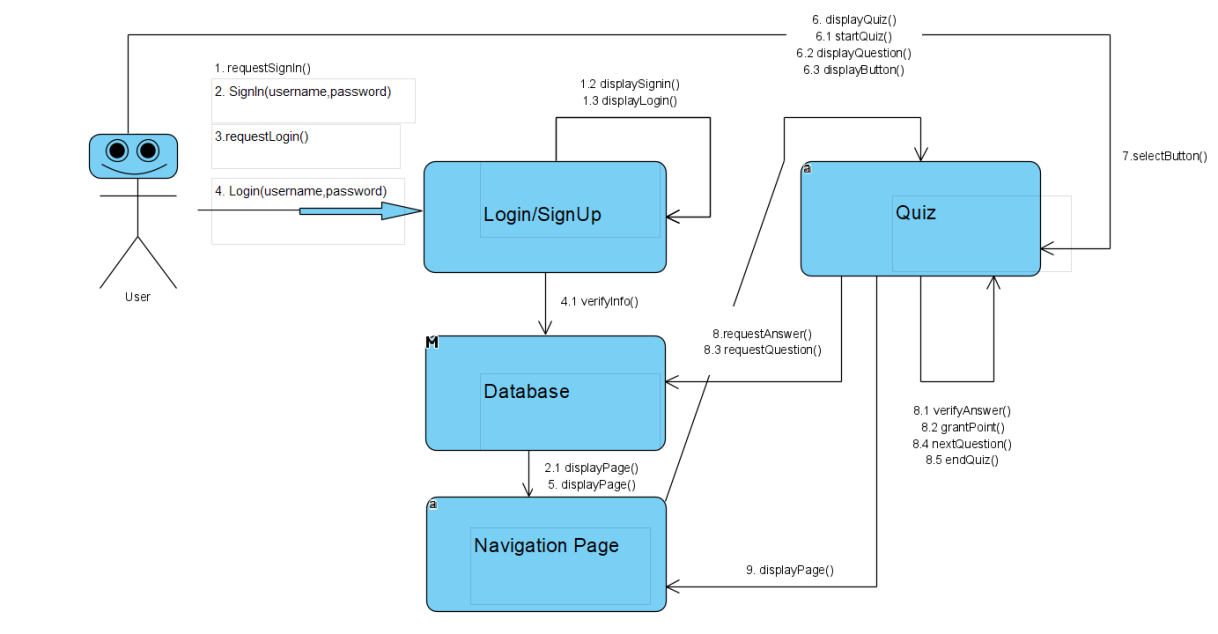 6. displayQuiz()
6.1 startQuiz()
6.2 displayQuestion()
6.3 displayButton()
1. requestSignIn()
2. SignIn(username,password)
3.requestLogin()
4. Login(username,password)
1.2 displaySignin()
1.3 displayLogin()
7.selectButton()
a
Login/SignUp
Quiz
User
4.1 verifyInfo()
M
8.requestAnswer()
8.3 requestQuestion()
Database
8.1 verifyAnswer()
8.2 grantPoint()
8.4 nextQuestion()
8.5 endQuiz()
2.1 displayPage()
5. displayPage()
a
Navigation Page
9. displayPage()